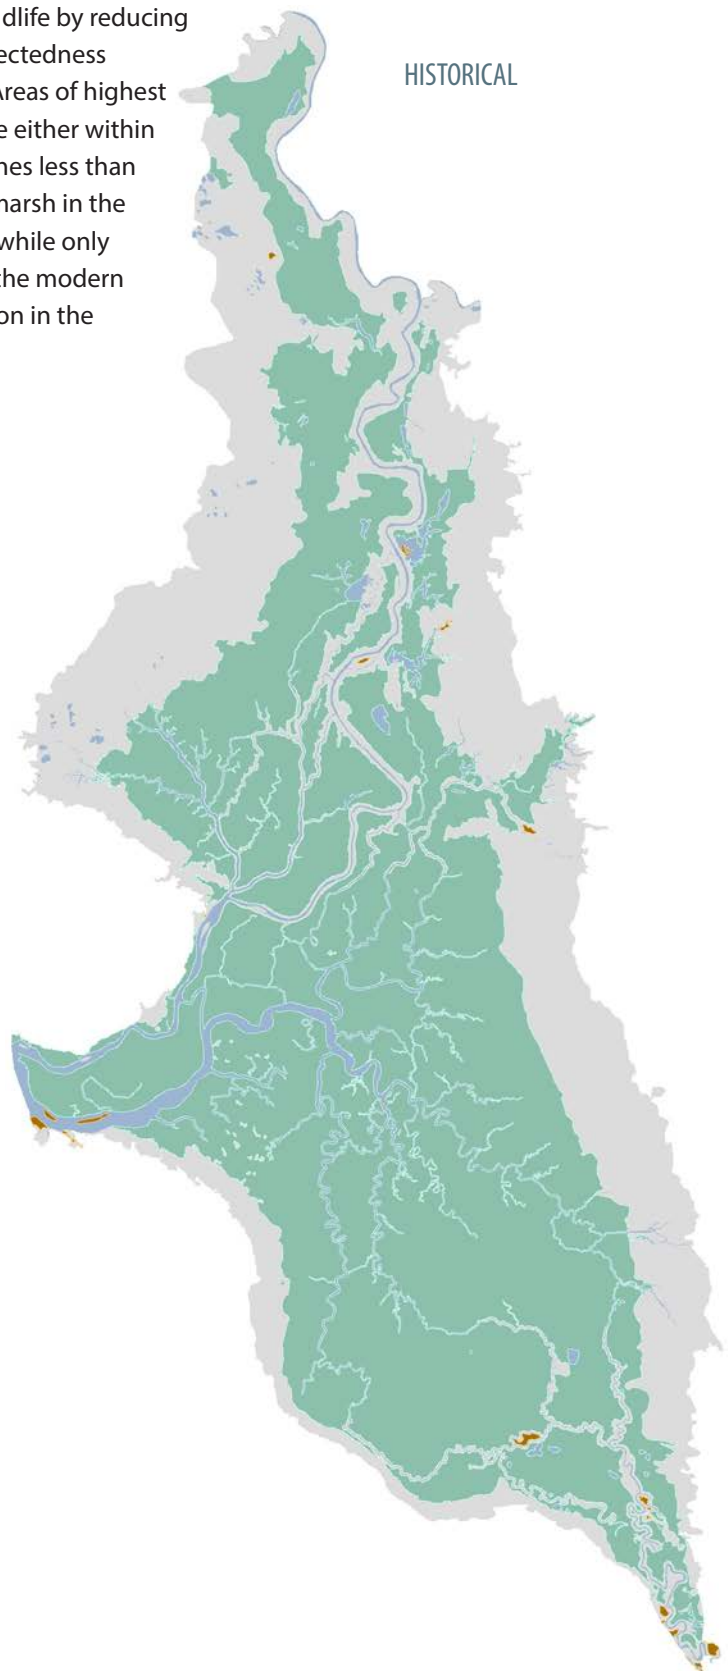 dlife by reducing
ectedness
Areas of highest
e either within
nes less than
marsh in the
while only
the modern
on in the
HISTORICAL